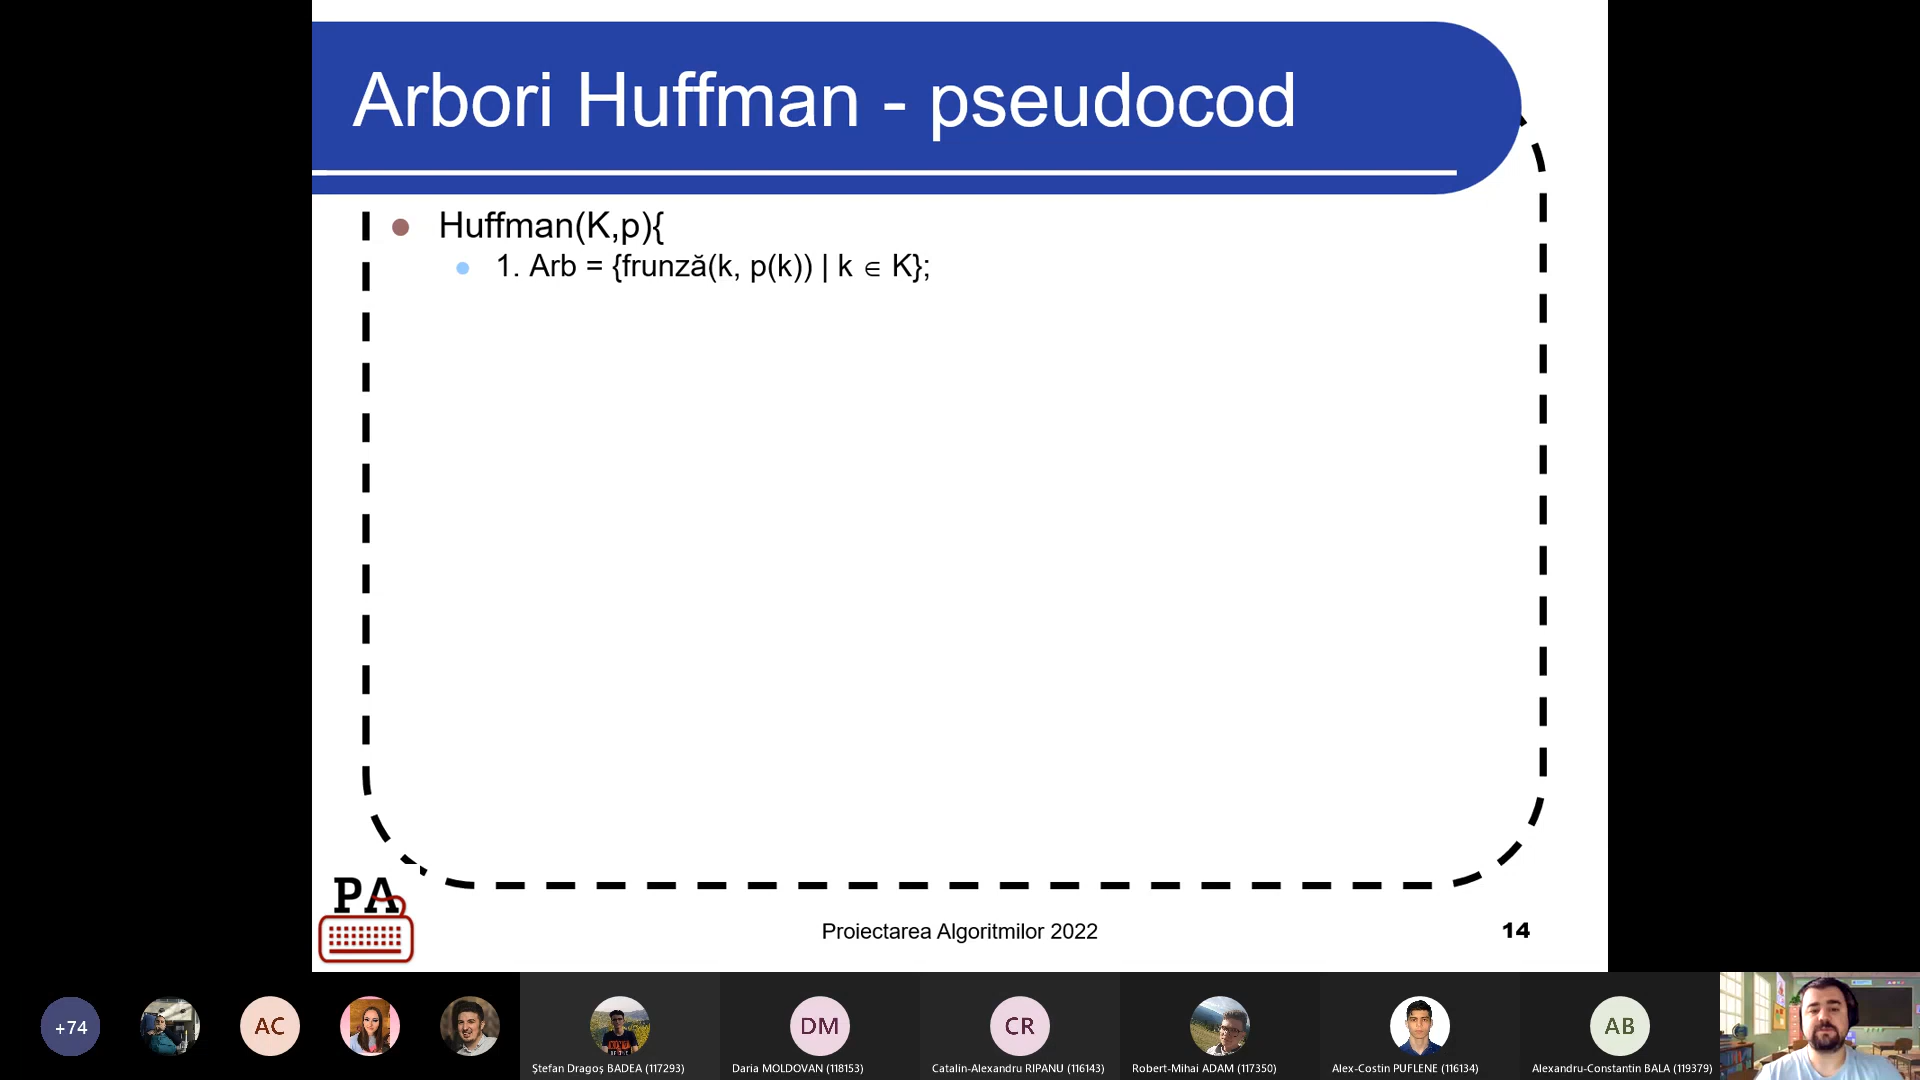 Arbori Huffman - pseudocod
Huffman(K,p){
1. Arb = {frunză(k, p(k)) | k ∈ K};
PA
Proiectarea Algoritmilor 2022
14
+74
AC
DM
CR
AB
Ștefan Dragoș BADEA (117293)
Daria MOLDOVAN (118153)
Catalin-Alexandru RIPANU (116143)
Robert-Mihai ADAM (117350)
Alex-Costin PUFLENE (116134)
Alexandru-Constantin BALA (119379)